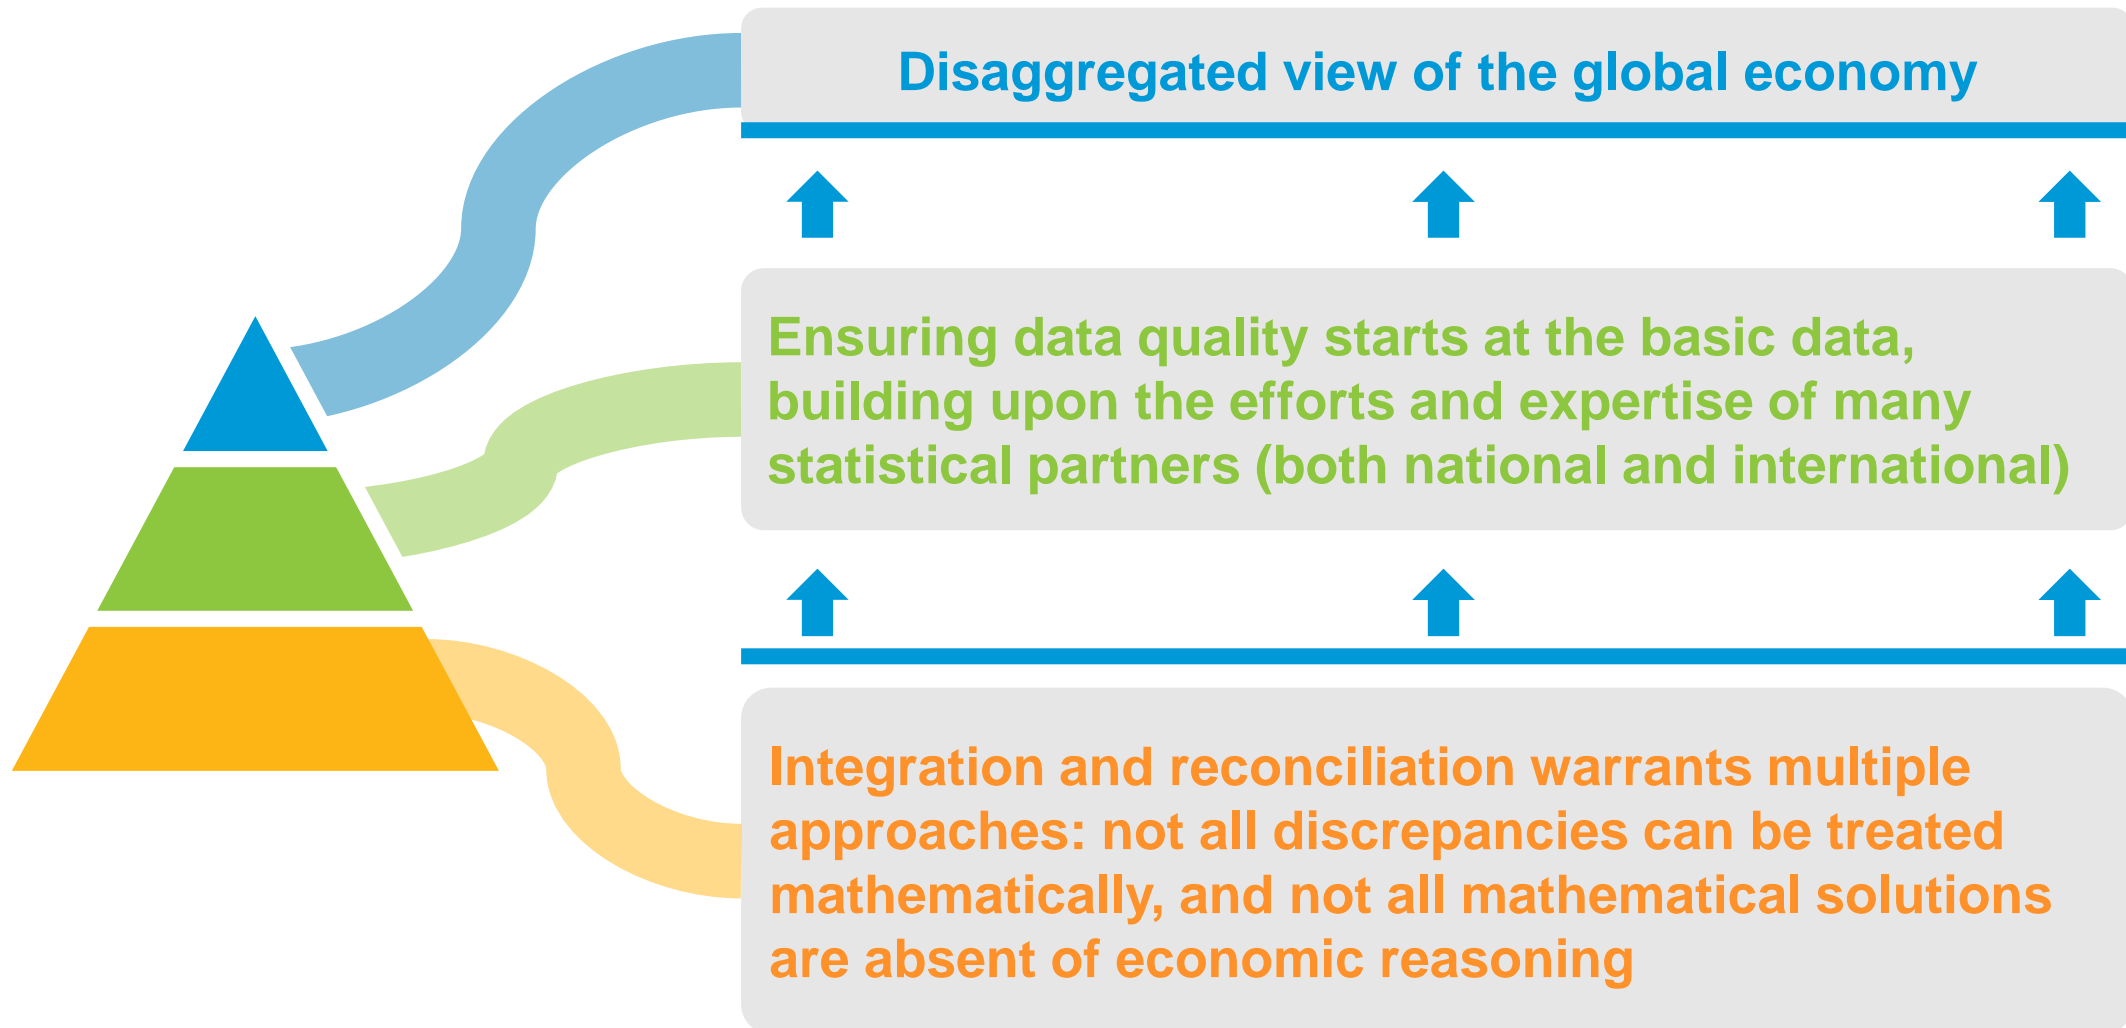 Disaggregated view of the global economy
Ensuring data quality starts at the basic data,
building upon the efforts and expertise of many
statistical partners (both national and international)
Integration and reconciliation warrants multiple
approaches: not all discrepancies can be treated
mathematically, and not all mathematical solutions
are absent of economic reasoning